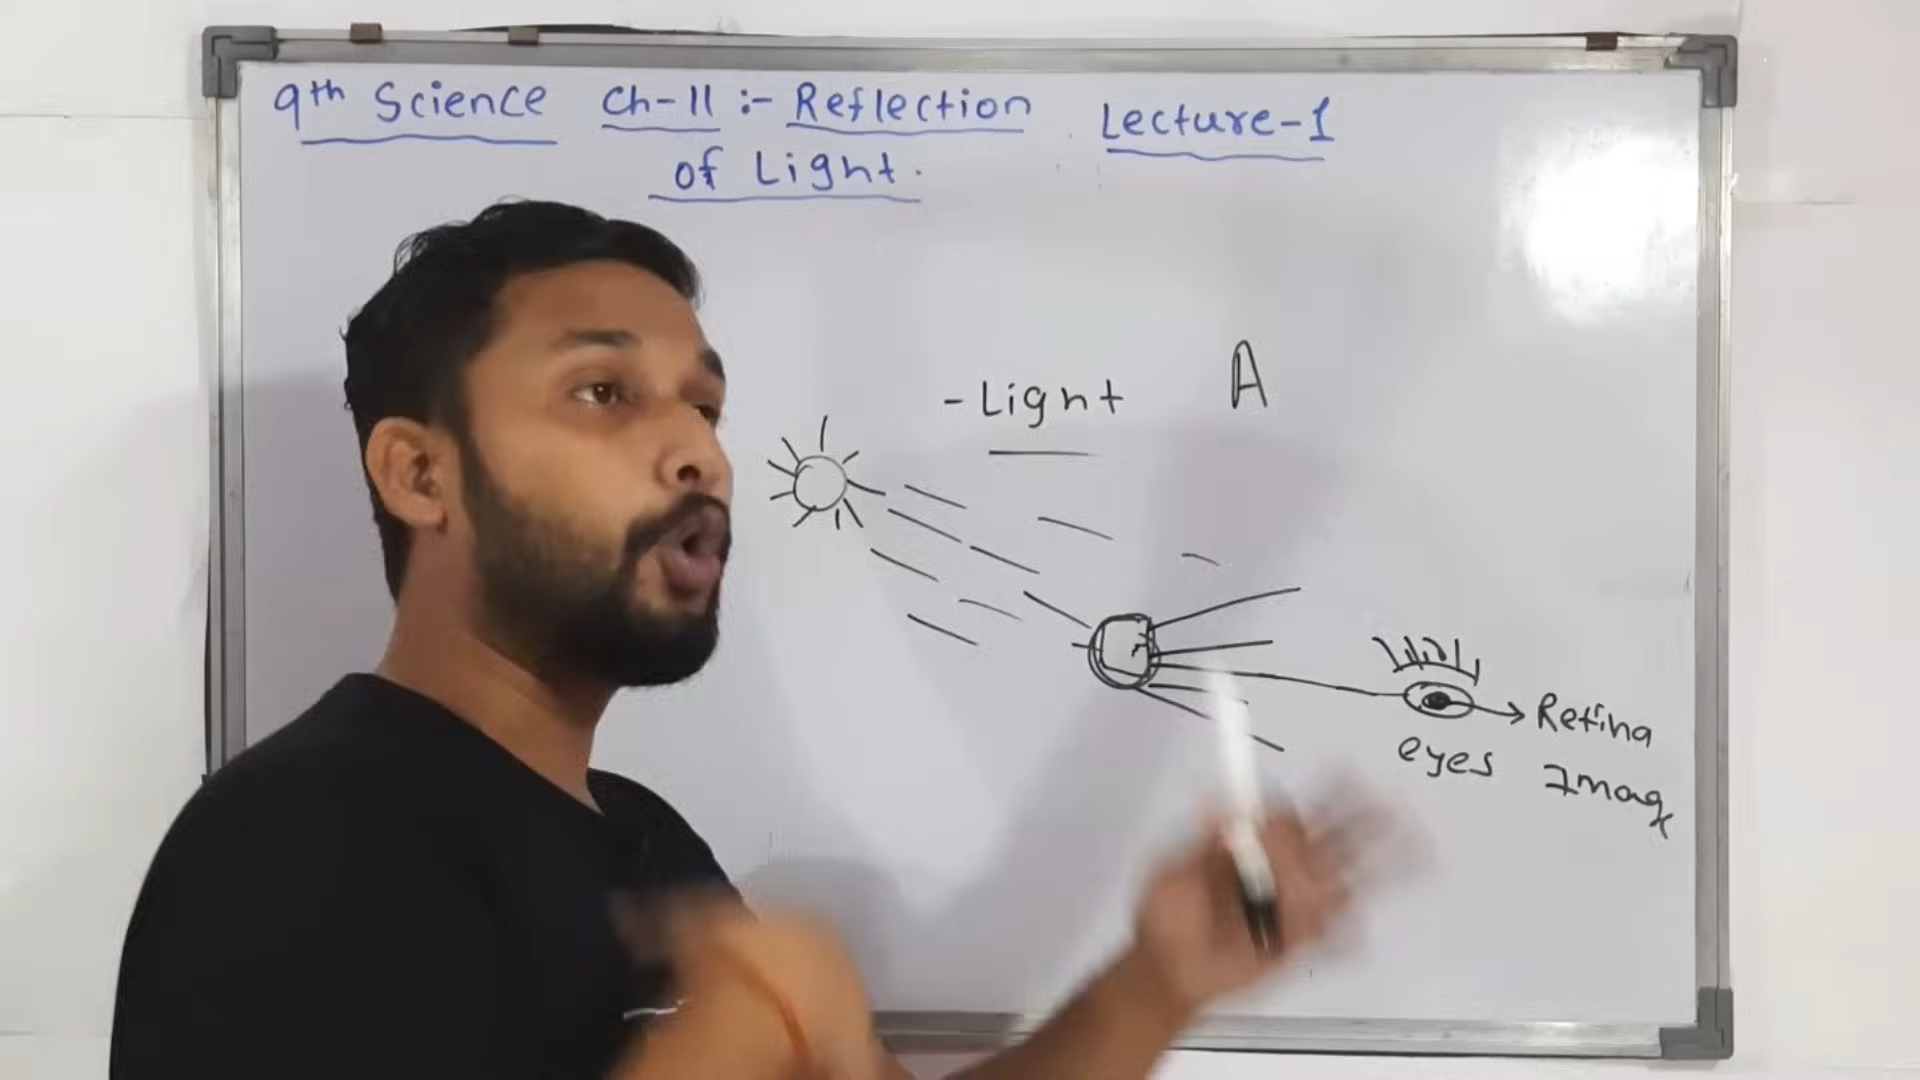 9th Science Ch-11 :- Reflection of Light. Lecture-1
- Light A
Retina
eyes Image